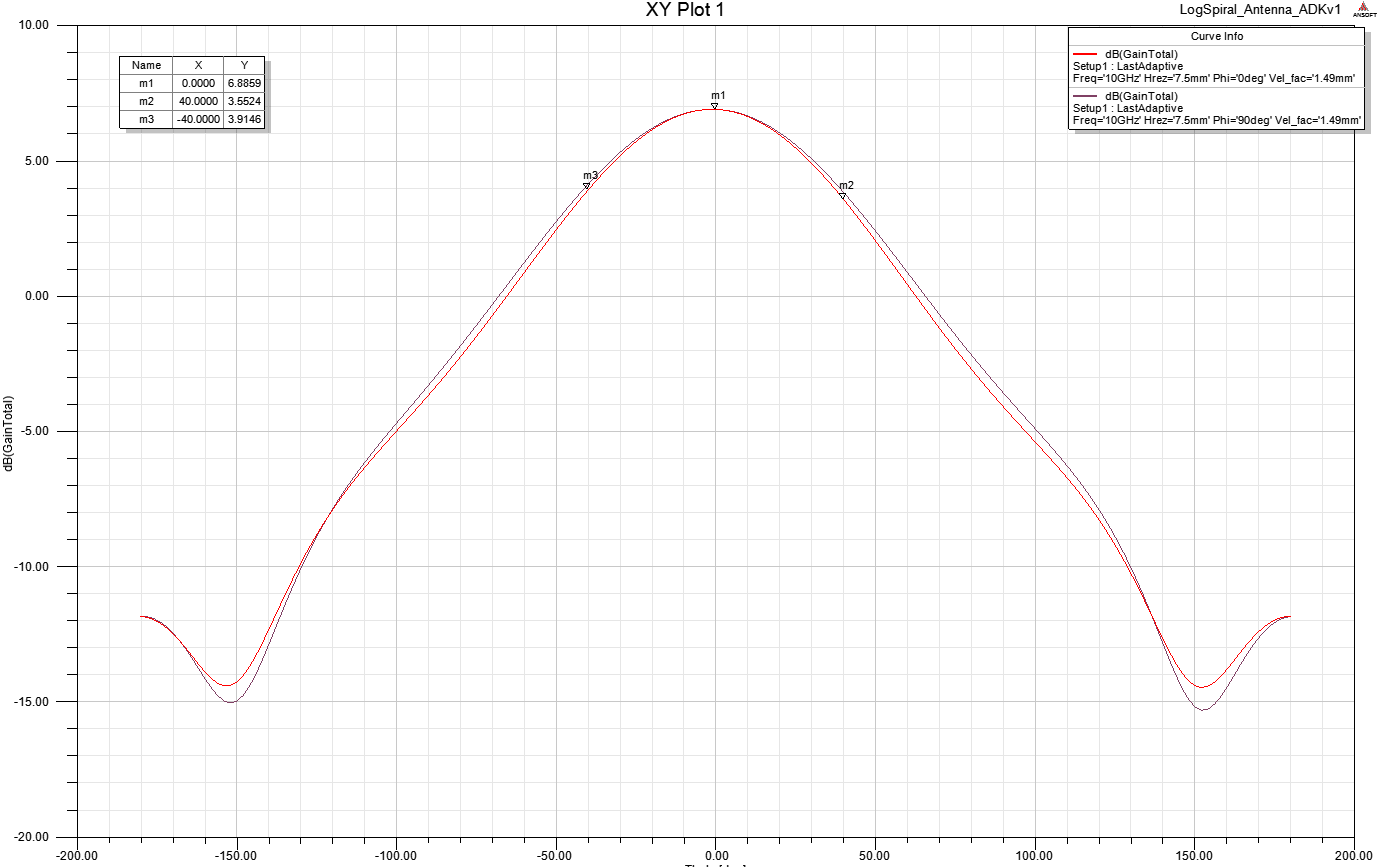 XY Plot 1
LogSpiral_Antenna_ADKv1
ANSOFT
Curve Info
dB(GainTotal)
Setup1 : LastAdaptive
Freq='10GHz' Hrez='7.5mm' Phi='0deg' Vel_fac='1.49mm'
dB(GainTotal)
Setup1 : LastAdaptive
Freq='10GHz' Hrez='7.5mm' Phi='90deg' Vel_fac='1.49mm'
Name X Y
m1 0.0000 6.8859
m2 40.0000 3.5524
m3 -40.0000 3.9146
m1
m3
m2
10.00
5.00
0.00
-5.00
-10.00
-15.00
-20.00
dB(GainTotal)
-200.00 -150.00 -100.00 -50.00 0.00 50.00 100.00 150.00 200.00